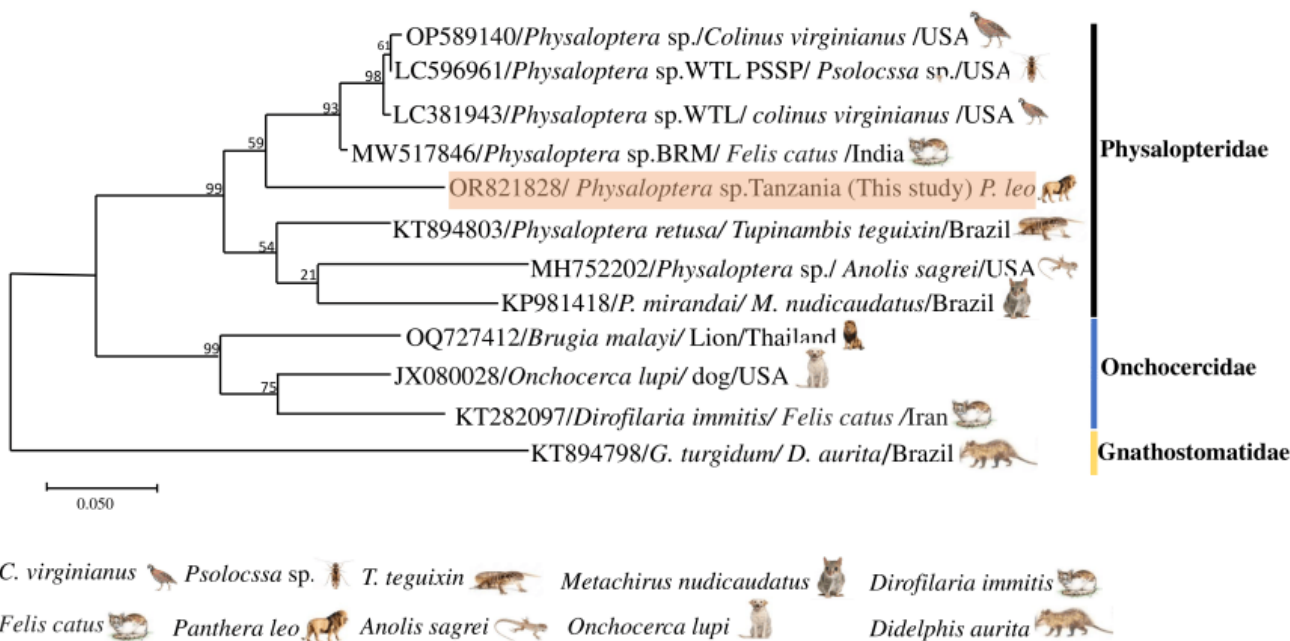 OP589140/Physaloptera sp./Colinus virginianus /USA
61
LC596961/Physaloptera sp.WTL PSSP/ Psolocssa sp./USA
98
93
LC381943/Physaloptera sp.WTL/ colinus virginianus /USA
59
MW517846/Physaloptera sp.BRM/ Felis catus /India
Physalopteridae
99
OR821828/ Physaloptera sp.Tanzania (This study) P. leo
KT894803/Physaloptera retusa/ Tupinambis teguixin/Brazil
54
MH752202/Physaloptera sp./ Anolis sagrei/USA
21
KP981418/P. mirandai/ M. nudicaudatus/Brazil
OQ727412/Brugia malayi/ Lion/Thailand
99
JX080028/Onchocerca lupi/ dog/USA
Onchocercidae
75
KT282097/Dirofilaria immitis/ Felis catus /Iran
KT894798/G. turgidum/ D. aurita/Brazil
Gnathostomatidae
0.050
C. virginianus Psolocssa sp. T. teguixin Metachirus nudicaudatus Dirofilaria immitis
Felis catus Panthera leo Anolis sagrei Onchocerca lupi Didelphis aurita